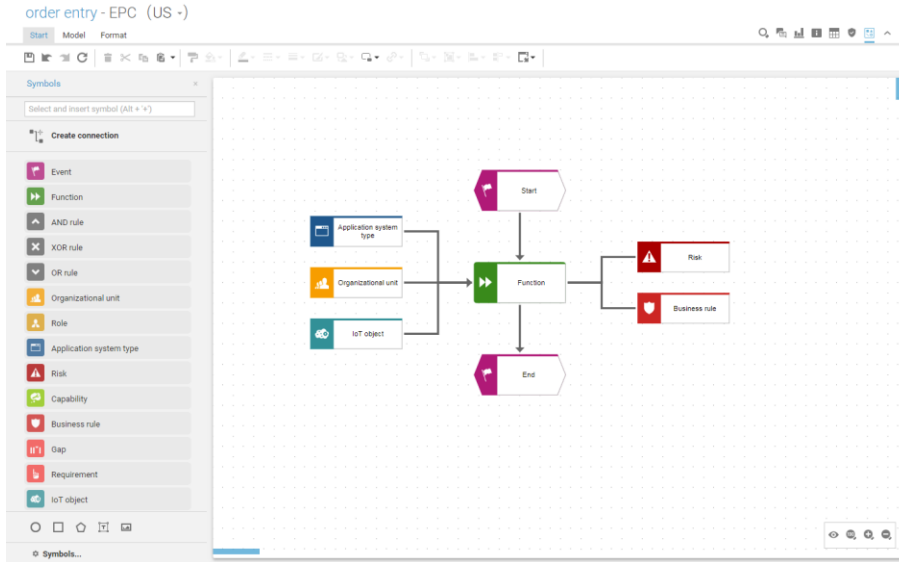 order entry - EPC (US -)
Start Model Format
Symbols
Select and insert symbol (Alt + '+')
Create connection
Event
Function
AND rule
XOR rule
OR rule
Organizational unit
Role
Application system type
Risk
Capability
Business rule
Gap
Requirement
IoT object
Symbols...
Start
Application system
type
Risk
Organizational unit
Function
Business rule
IoT object
End